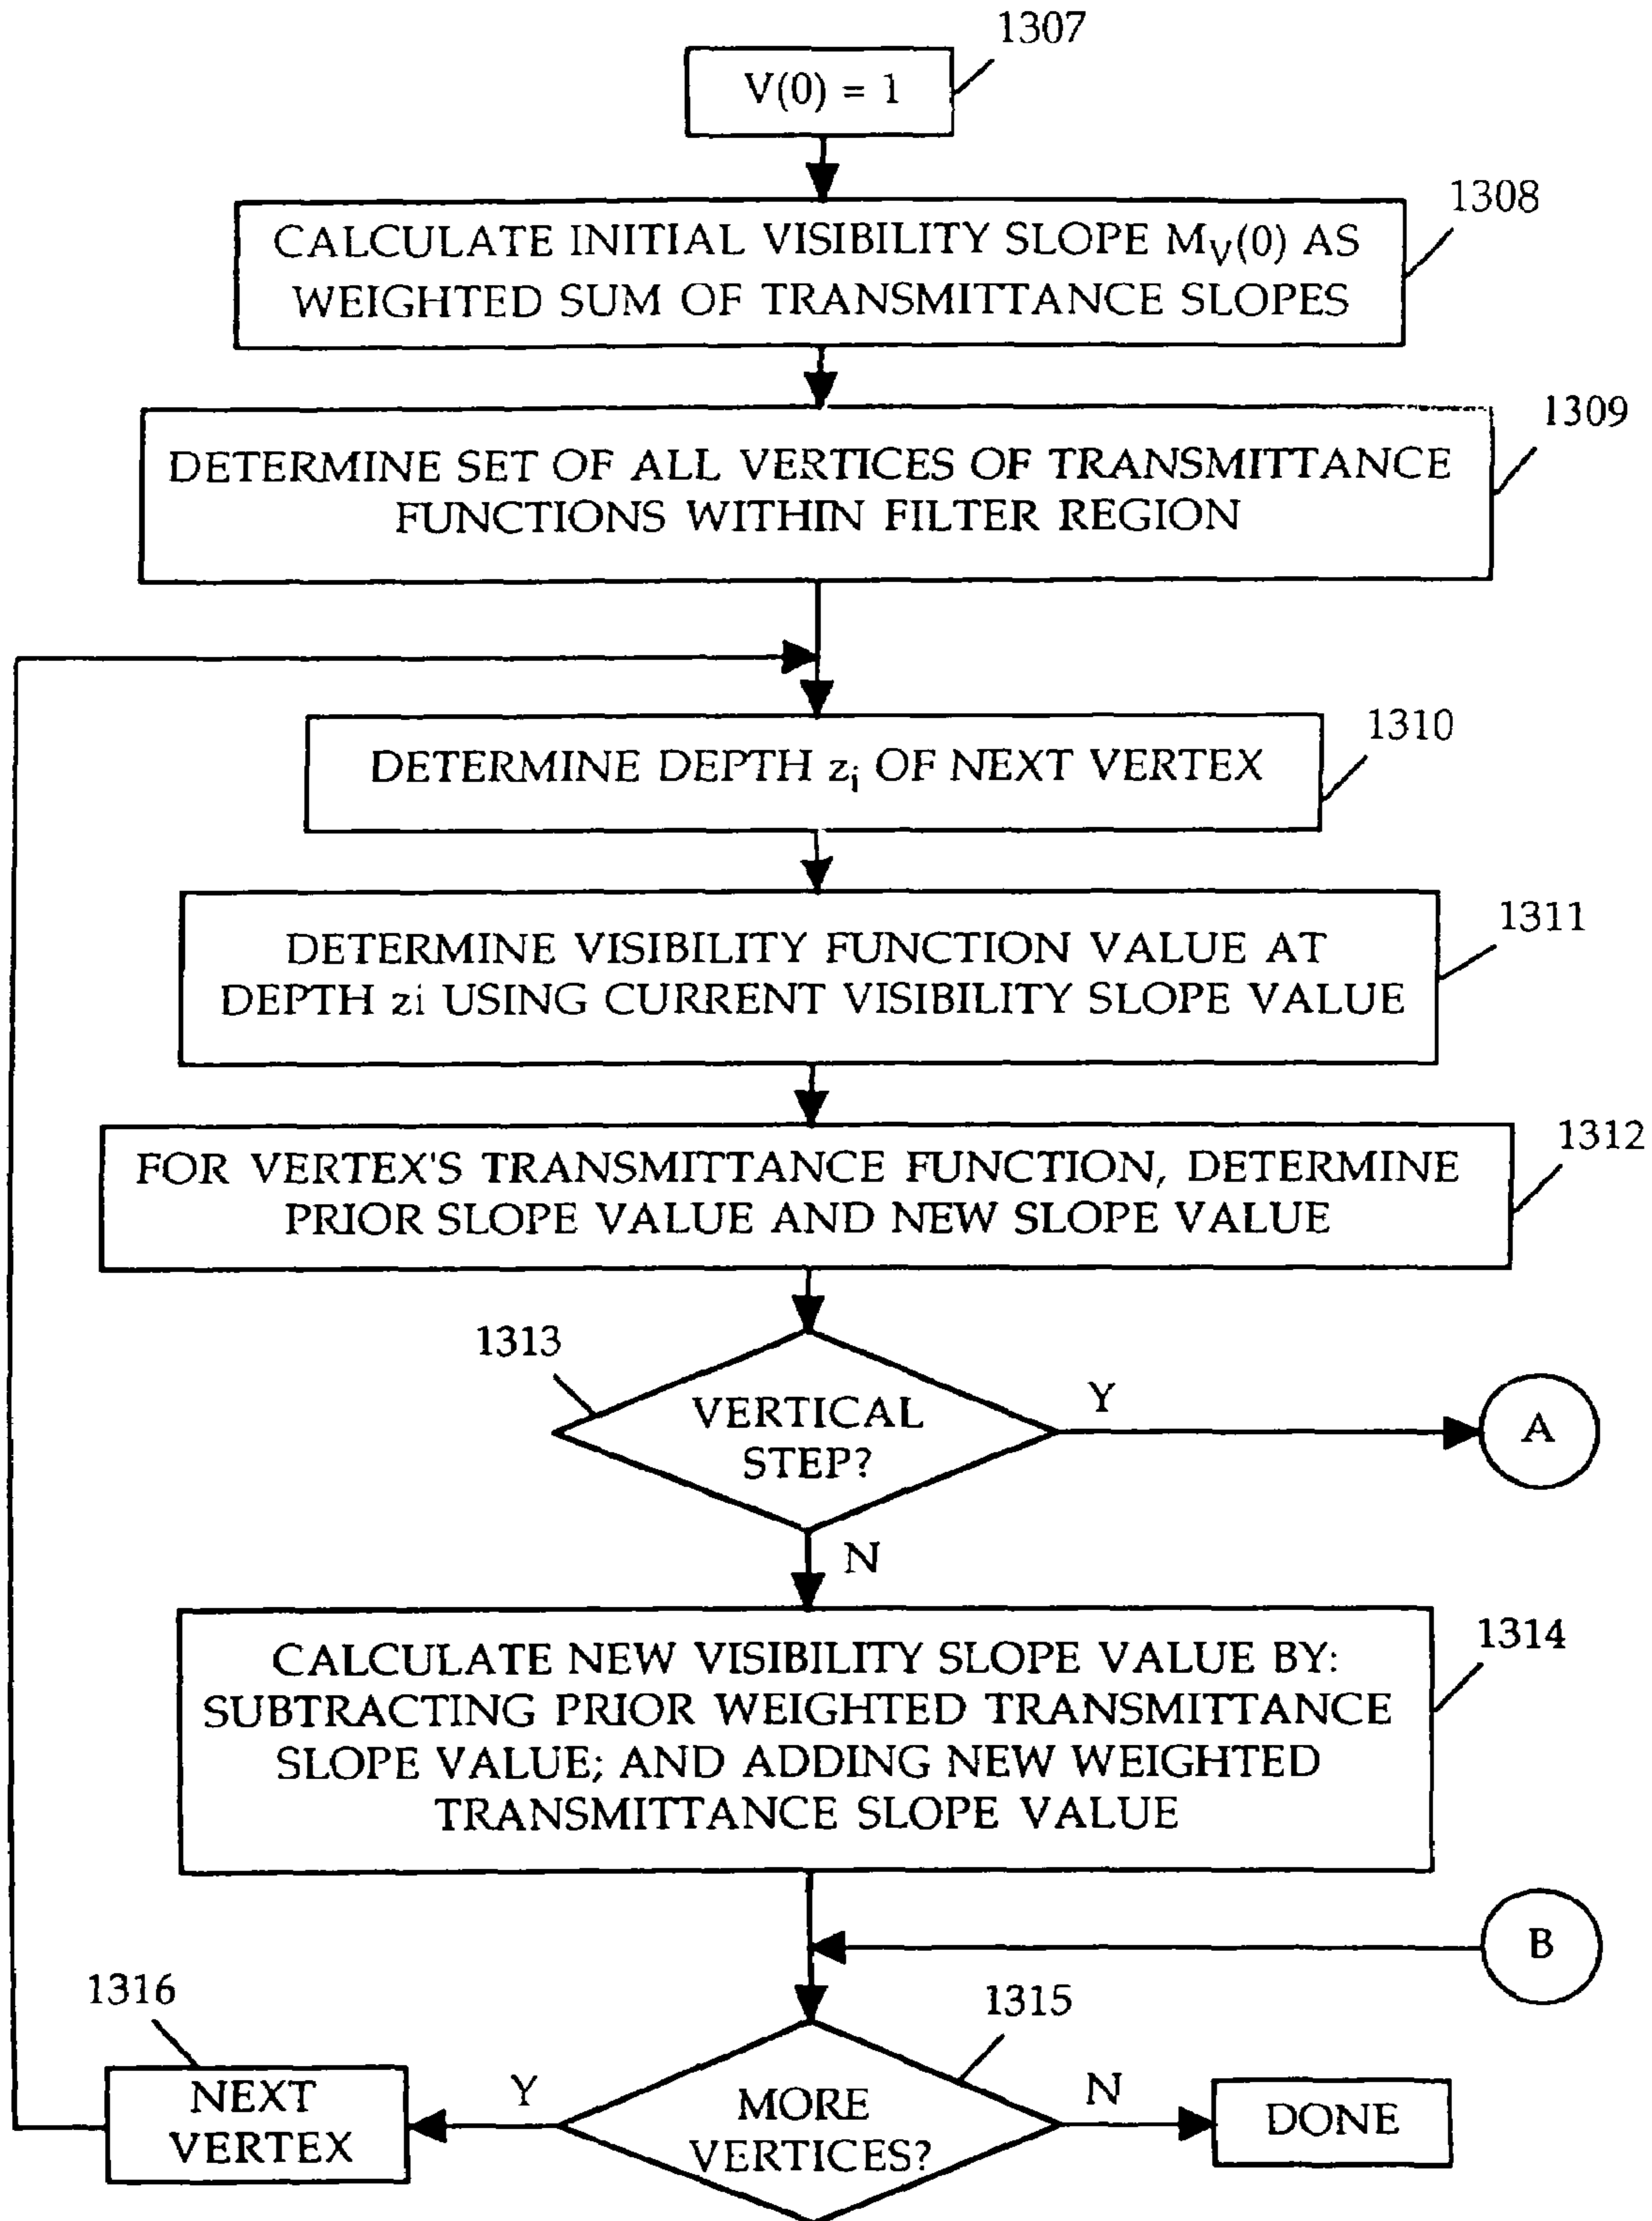 1307
V(0) = 1
1308
CALCULATE INITIAL VISIBILITY SLOPE MV(0) AS
WEIGHTED SUM OF TRANSMITTANCE SLOPES
1309
DETERMINE SET OF ALL VERTICES OF TRANSMITTANCE
FUNCTIONS WITHIN FILTER REGION
1310
DETERMINE DEPTH zi OF NEXT VERTEX
1311
DETERMINE VISIBILITY FUNCTION VALUE AT
DEPTH zi USING CURRENT VISIBILITY SLOPE VALUE
1312
FOR VERTEX'S TRANSMITTANCE FUNCTION, DETERMINE
PRIOR SLOPE VALUE AND NEW SLOPE VALUE
1313
VERTICAL
STEP?
Y
A
N
1314
CALCULATE NEW VISIBILITY SLOPE VALUE BY:
SUBTRACTING PRIOR WEIGHTED TRANSMITTANCE
SLOPE VALUE; AND ADDING NEW WEIGHTED
TRANSMITTANCE SLOPE VALUE
B
1316
1315
NEXT
VERTEX
Y
MORE
VERTICES?
N
DONE